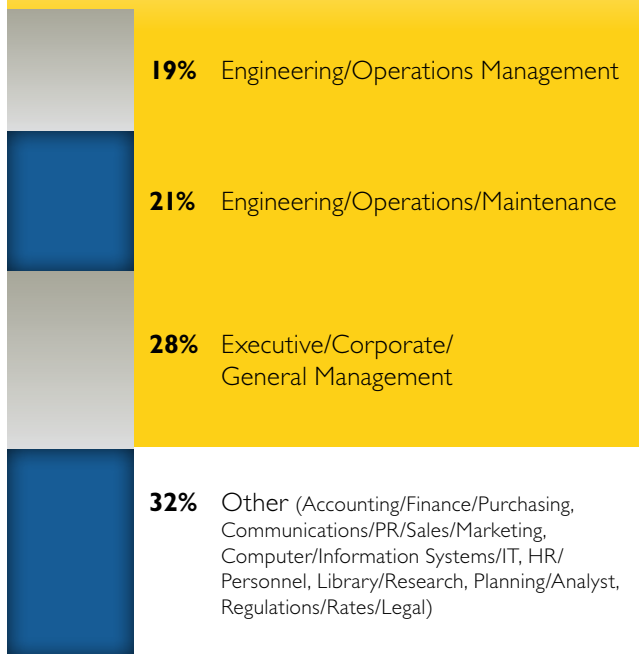 19% Engineering/Operations Management
21% Engineering/Operations/Maintenance
28% Executive/Corporate/
General Management
32% Other (Accounting/Finance/Purchasing,
Communications/PR/Sales/Marketing,
Computer/Information Systems/IT, HR/
Personnel, Library/Research, Planning/Analyst,
Regulations/Rates/Legal)